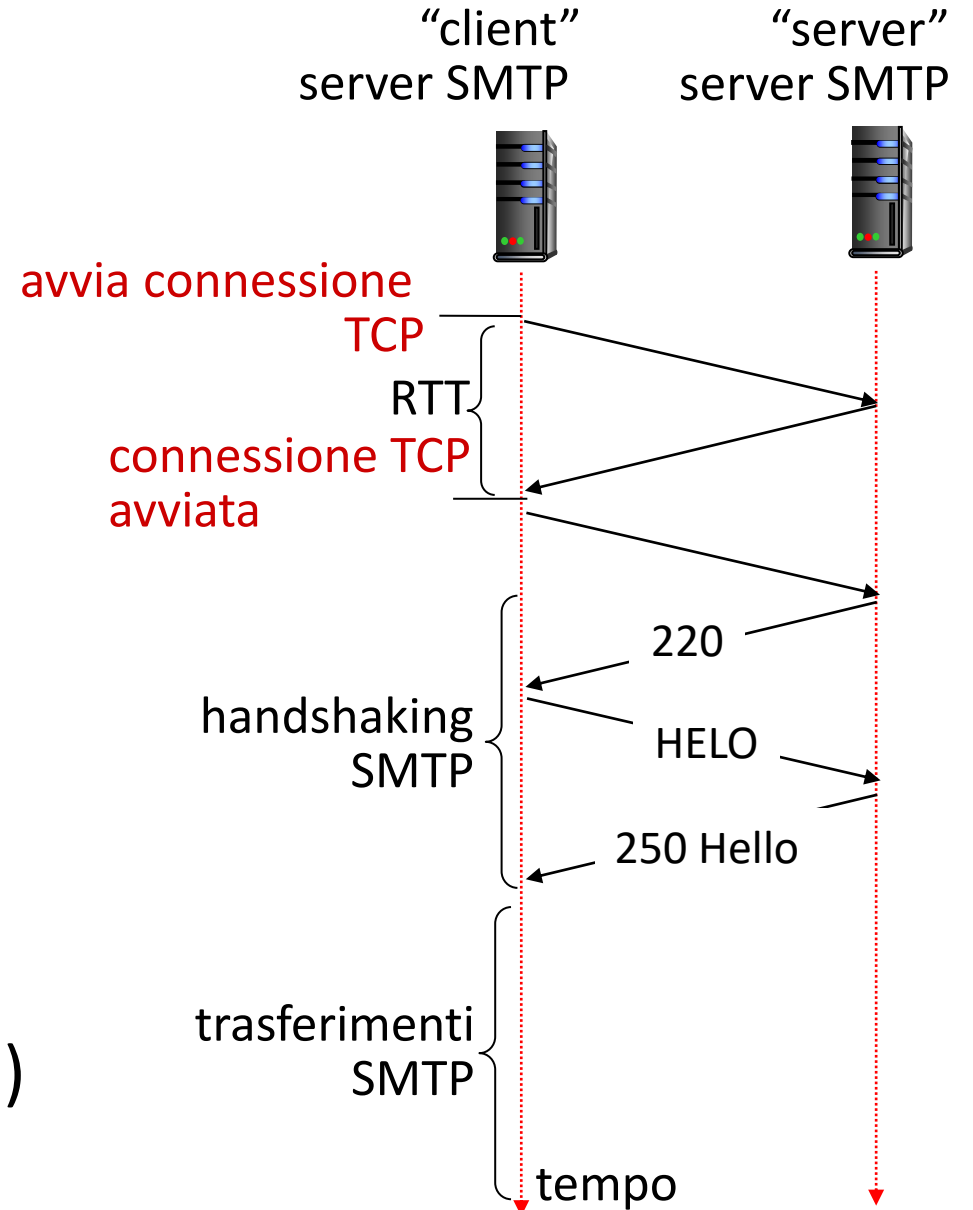 “client”
server SMTP
“server”
server SMTP
avvia connessione
TCP
RTT
connessione TCP
avviata
220
handshaking
SMTP
HELO
250 Hello
trasferimenti
SMTP
)
tempo